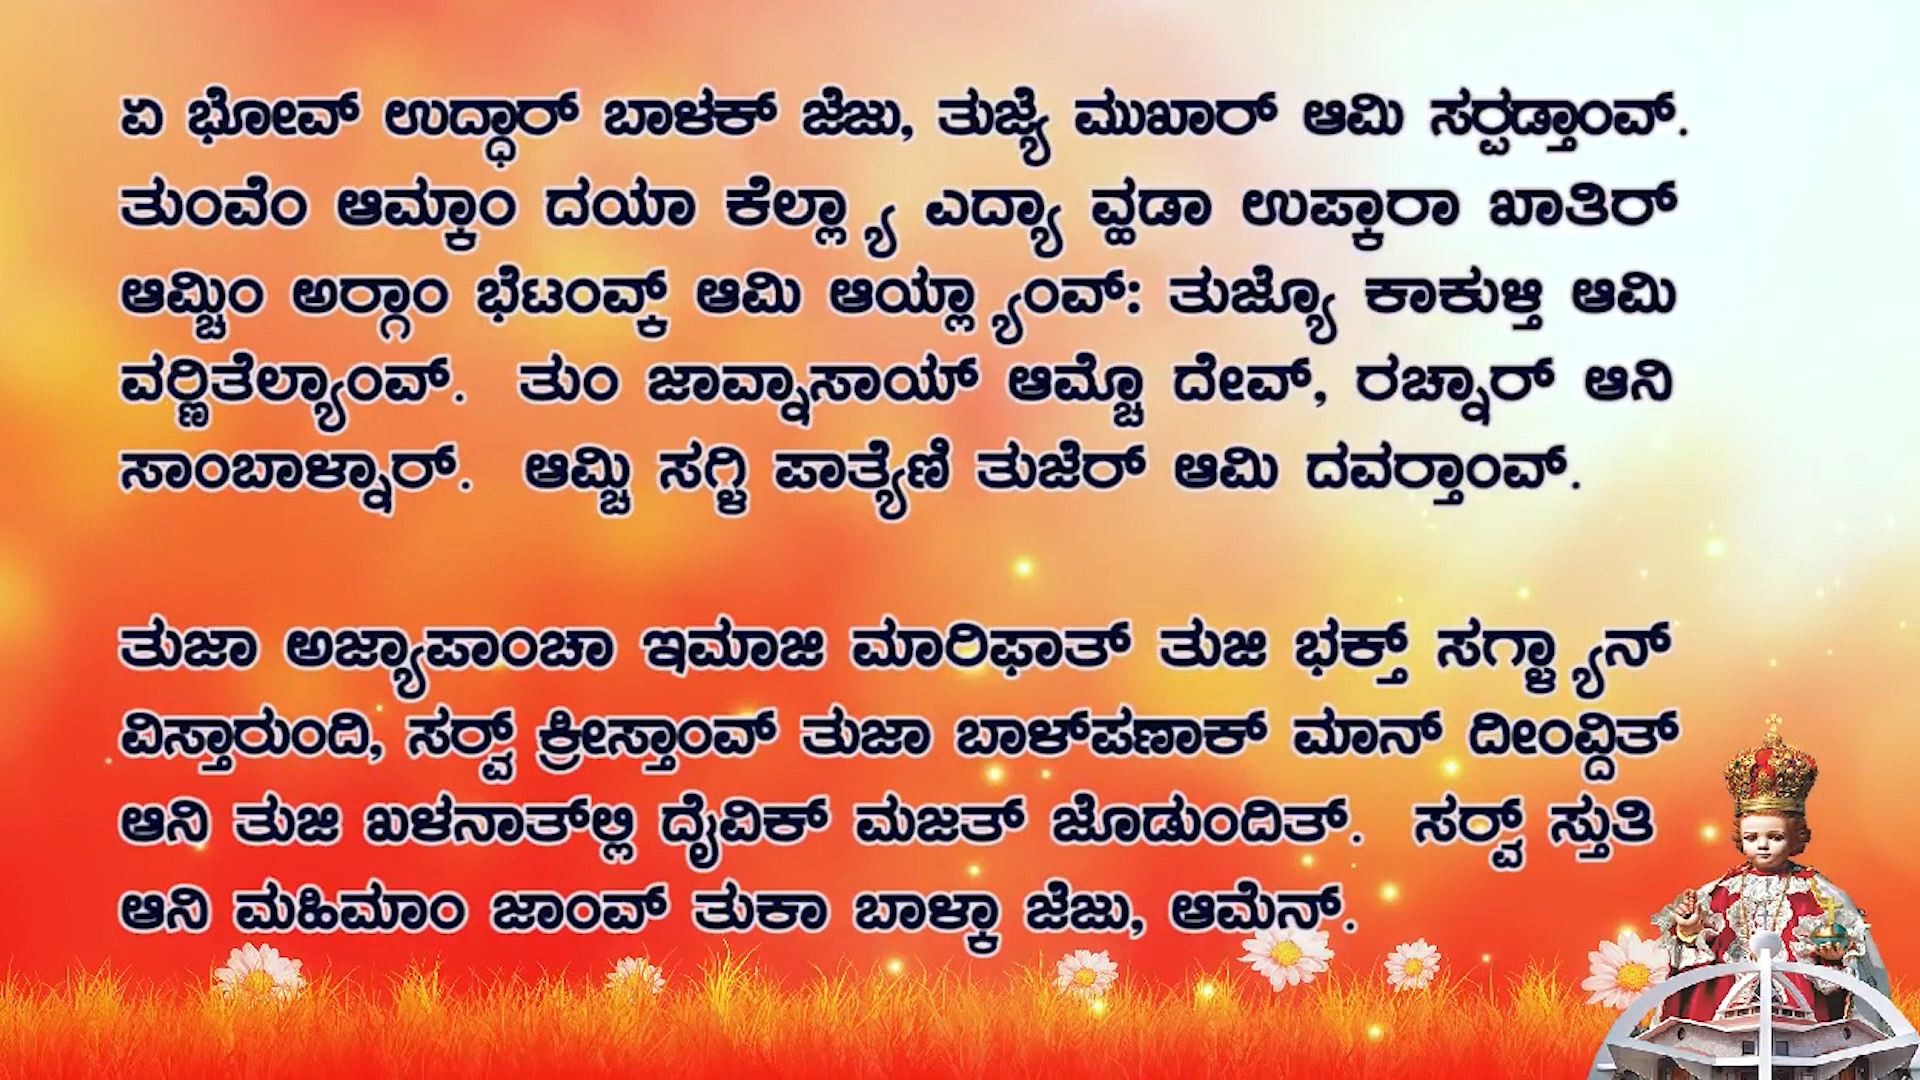 ಏ ಭೋವ್ ಉದ್ಧಾರ್ ಬಾಳಕ್ ಜೆಜು, ತುಜ್ಯೆ ಮುಖಾರ್ ಆಮಿ ಸರ‍್ಪಡ್ತಾಂವ್.
ತುಂವೆಂ ಆಮ್ಕಾಂ ದಯಾ ಕೆಲ್ಲ್ಯಾ ಎದ್ಯಾ ವ್ಹಡಾ ಉಪ್ಕಾರಾ ಖಾತಿರ್
ಆಮ್ಚಿಂ ಅರ‍್ಗಾಂ ಭೆಟಂವ್ಕ್ ಆಮಿ ಆಯ್ಲ್ಯಾಂವ್: ತುಜ್ಯೊ ಕಾಕುಳ್ತಿ ಆಮಿ
ವರ‍್ಣಿತೆಲ್ಯಾಂವ್. ತುಂ ಜಾವ್ನಾಸಾಯ್ ಆಮ್ಚೊ ದೇವ್, ರಚ್ನಾರ್ ಆನಿ
ಸಾಂಬಾಳ್ನಾರ್. ಆಮ್ಚಿ ಸಗ್ಳಿ ಪಾತ್ಯೆಣಿ ತುಜೆರ್ ಆಮಿ ದವರ‍್ತಾಂವ್.
ತುಜಾ ಅಜ್ಯಾಪಾಂಚಾ ಇಮಾಜಿ ಮಾರಿಫಾತ್ ತುಜಿ ಭಕ್ತ್ ಸಗ್ಳ್ಯಾನ್
ವಿಸ್ತಾರುಂದಿ, ಸರ‍್ವ್ ಕ್ರೀಸ್ತಾಂವ್ ತುಜಾ ಬಾಳ್‌ಪಣಾಕ್ ಮಾನ್ ದೀಂವ್ದಿತ್
ಆನಿ ತುಜಿ ಖಳನಾತ್‌ಲ್ಲಿ ದೈವಿಕ್ ಮಜತ್ ಜೊಡುಂದಿತ್. ಸರ‍್ವ್ ಸ್ತುತಿ
ಆನಿ ಮಹಿಮಾಂ ಜಾಂವ್ ತುಕಾ ಬಾಳ್ಕಾ ಜೆಜು, ಆಮೆನ್.